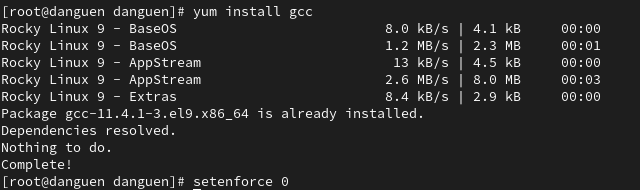 [root@danguen danguen]# yum install gcc
Rocky Linux 9 - BaseOS 8.0 kB/s | 4.1 kB 00:00
Rocky Linux 9 - BaseOS 1.2 MB/s | 2.3 MB 00:01
Rocky Linux 9 - AppStream 13 kB/s | 4.5 kB 00:00
Rocky Linux 9 - AppStream 2.6 MB/s | 8.0 MB 00:03
Rocky Linux 9 - Extras 8.4 kB/s | 2.9 kB 00:00
Package gcc-11.4.1-3.el9.x86_64 is already installed.
Dependencies resolved.
Nothing to do.
Complete!
[root@danguen danguen]# setenforce 0